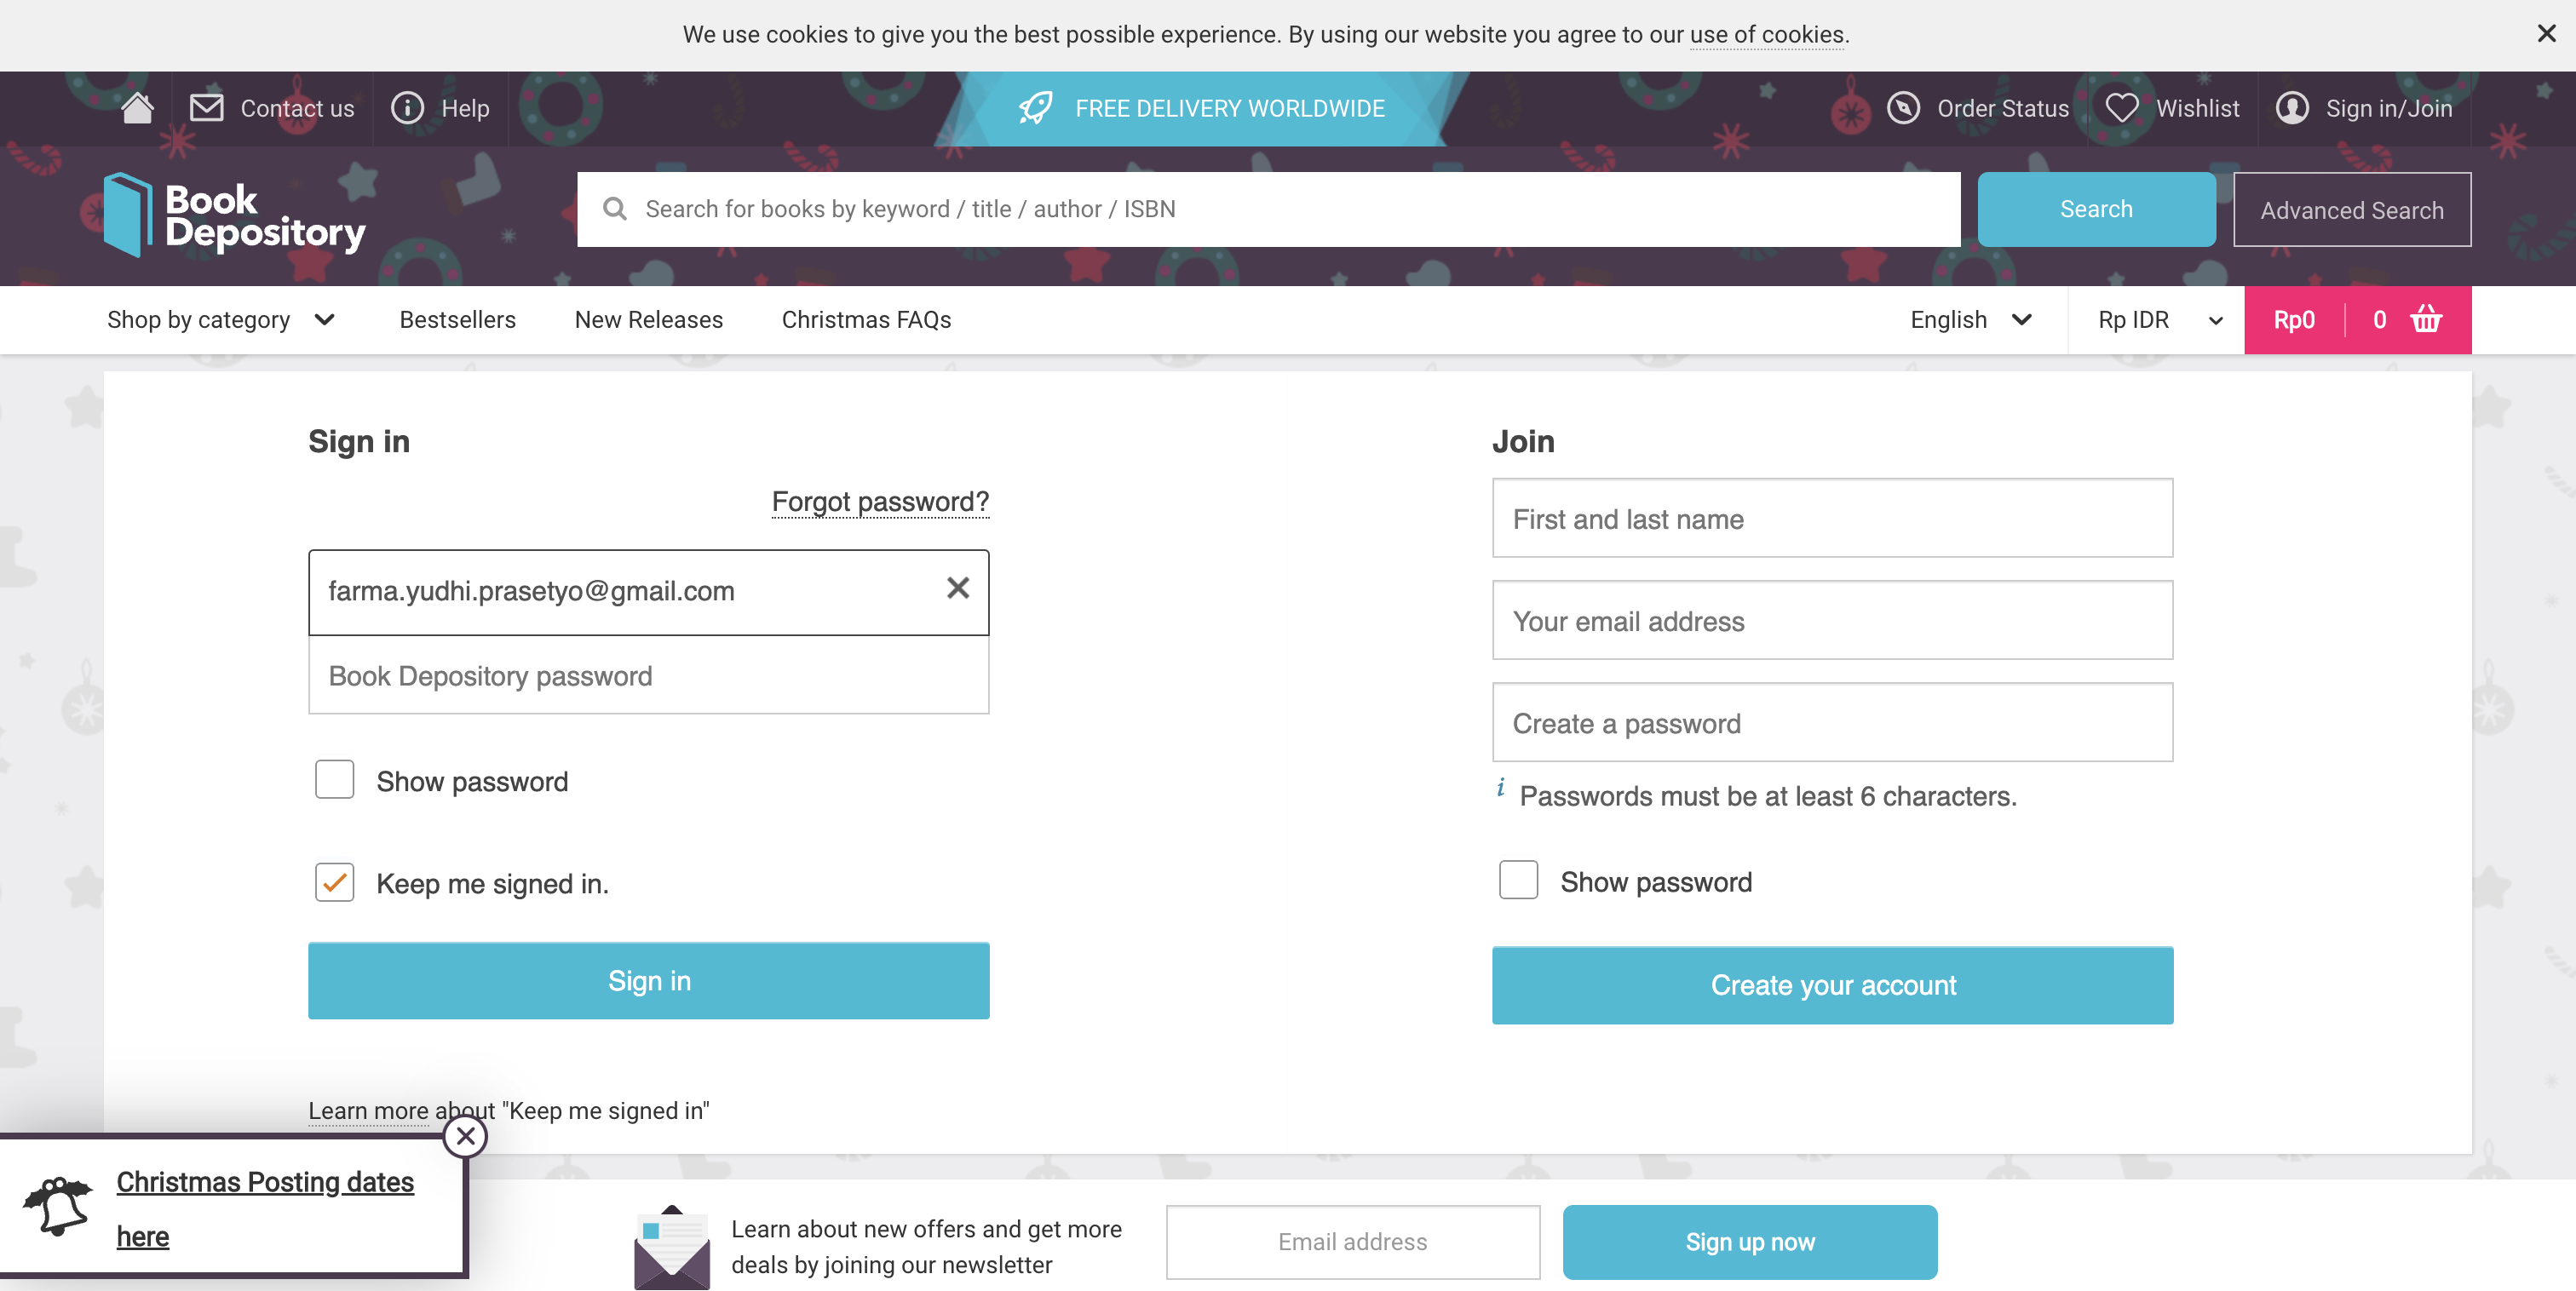 We use cookies to give you the best possible experience. By using our website you agree to our use of cookies.
Contact us
Help
FREE DELIVERY WORLDWIDE
Order Status
Wishlist
Sign in/Join
Book
Depository
Search for books by keyword / title / author / ISBN
Search
Advanced Search
Shop by category
Bestsellers
New Releases
Christmas FAQs
English
Rp IDR
Rp0
0
Sign in
Forgot password?
farma.yudhi.prasetyo@gmail.com
Book Depository password
Show password
Keep me signed in.
Sign in
Learn more about "Keep me signed in"
Join
First and last name
Your email address
Create a password
i Passwords must be at least 6 characters.
Show password
Create your account
Christmas Posting dates
here
Learn about new offers and get more
deals by joining our newsletter
Email address
Sign up now